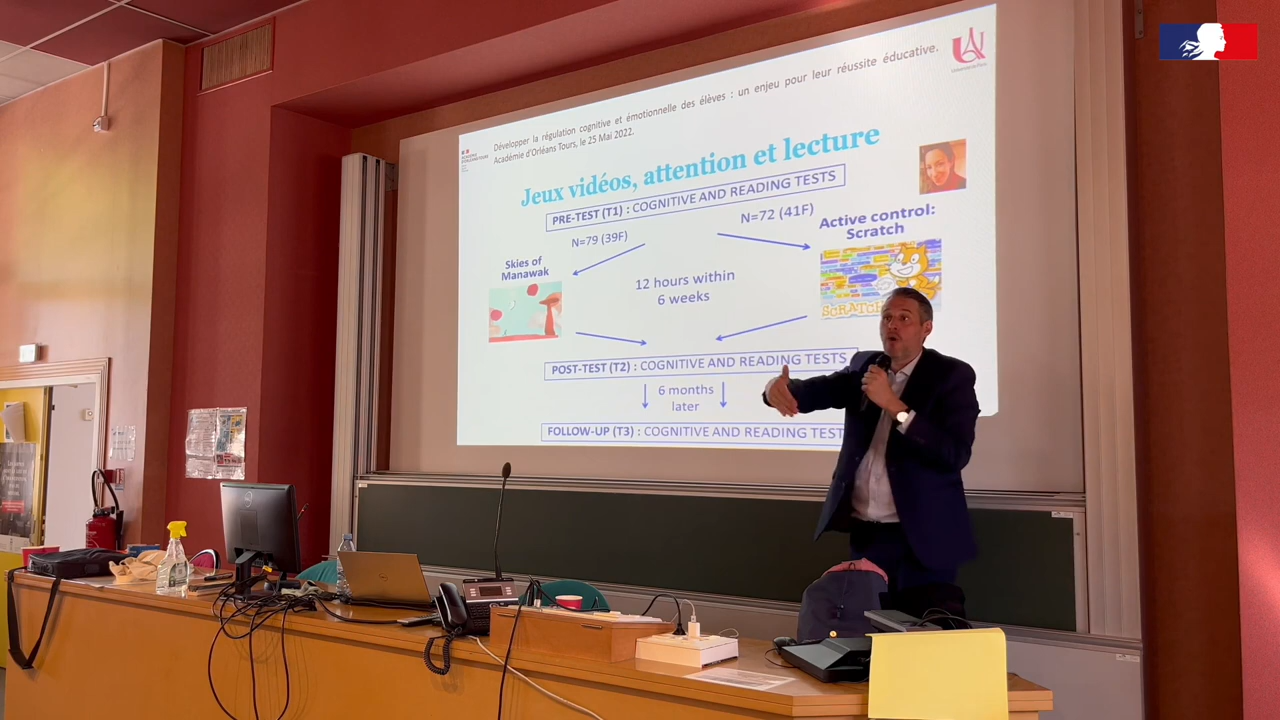 Développer la régulation cognitive et émotionnelle des élèves : un enjeu pour leur réussite éducative.
Académie d'Orléans Tours, le 25 Mai 2022.
Jeux vidéos, attention et lecture
PRE-TEST (T1) : COGNITIVE AND READING TESTS
N=79 (39F)
N=72 (41F)
Active control:
Scratch
Skies of
Manawak
12 hours within
6 weeks
SCRATCH
POST-TEST (T2) : COGNITIVE AND READING TESTS
6 months
later
FOLLOW-UP (T3) : COGNITIVE AND READING TEST